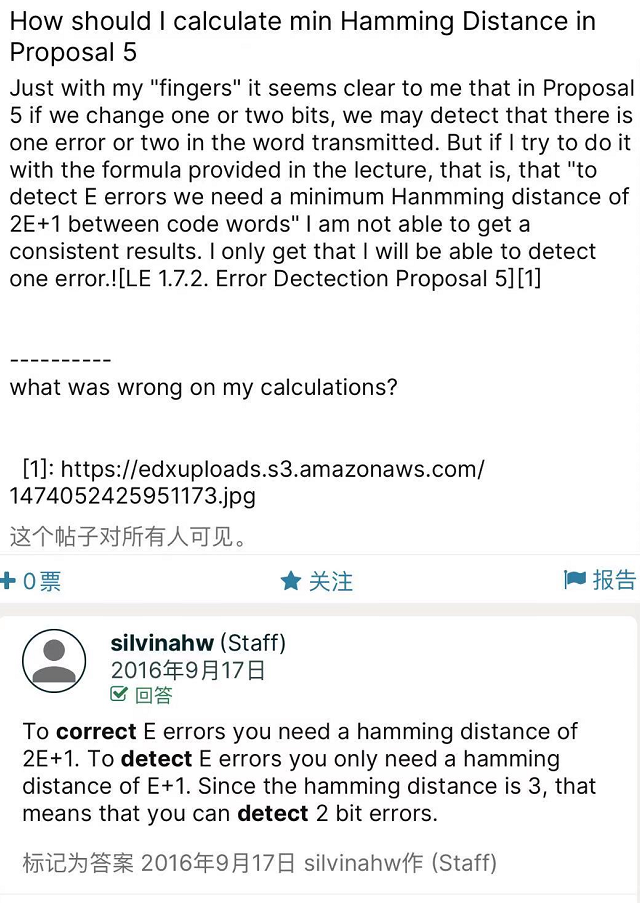 How should I calculate min Hamming Distance in
Proposal 5
Just with my "fingers" it seems clear to me that in Proposal
5 if we change one or two bits, we may detect that there is
one error or two in the word transmitted. But if I try to do it
with the formula provided in the lecture, that is, that "to
detect E errors we need a minimum Hanmming distance of
2E+1 between code words" I am not able to get a
consistent results. I only get that I will be able to detect
one error.![LE 1.7.2. Error Dectection Proposal 5][1]
----------
what was wrong on my calculations?
[1]: https://edxuploads.s3.amazonaws.com/
1474052425951173.jpg
这个帖子对所有人可见。
0票 关注 报告
silvinahw (Staff)
2016年9月17日
回答
To correct E errors you need a hamming distance of
2E+1. To detect E errors you only need a hamming
distance of E+1. Since the hamming distance is 3, that
means that you can detect 2 bit errors.
标记为答案 2016年9月17日 silvinahw作 (Staff)